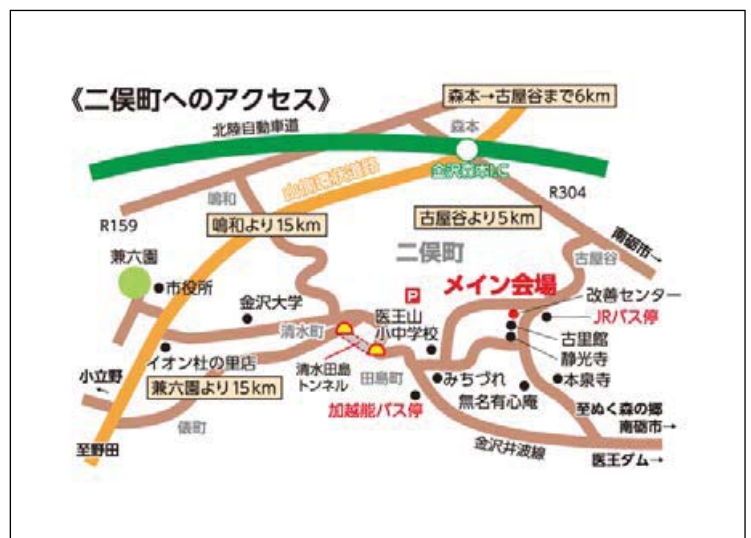 《二俣町へのアクセス》
森本→古屋谷まで6km
北陸自動車道
森本
金沢森本I.C
山側環状道路
鳴和
R304
R159
鳴和より15km
古屋谷より5km
南砺市→
兼六園
二俣町
古屋谷
市役所
P
メイン会場
改善センター
金沢大学
医王山
小中学校
JRバス停
清水町
古里館
静光寺
イオン杜の里店
小立野
←
兼六園より15km
清水田島
トンネル
田島町
みちづれ
本泉寺
無名有心庵
加越能バス停
至ぬく森の郷
南砺市→
俵町
至野田
金沢井波線
医王ダム→